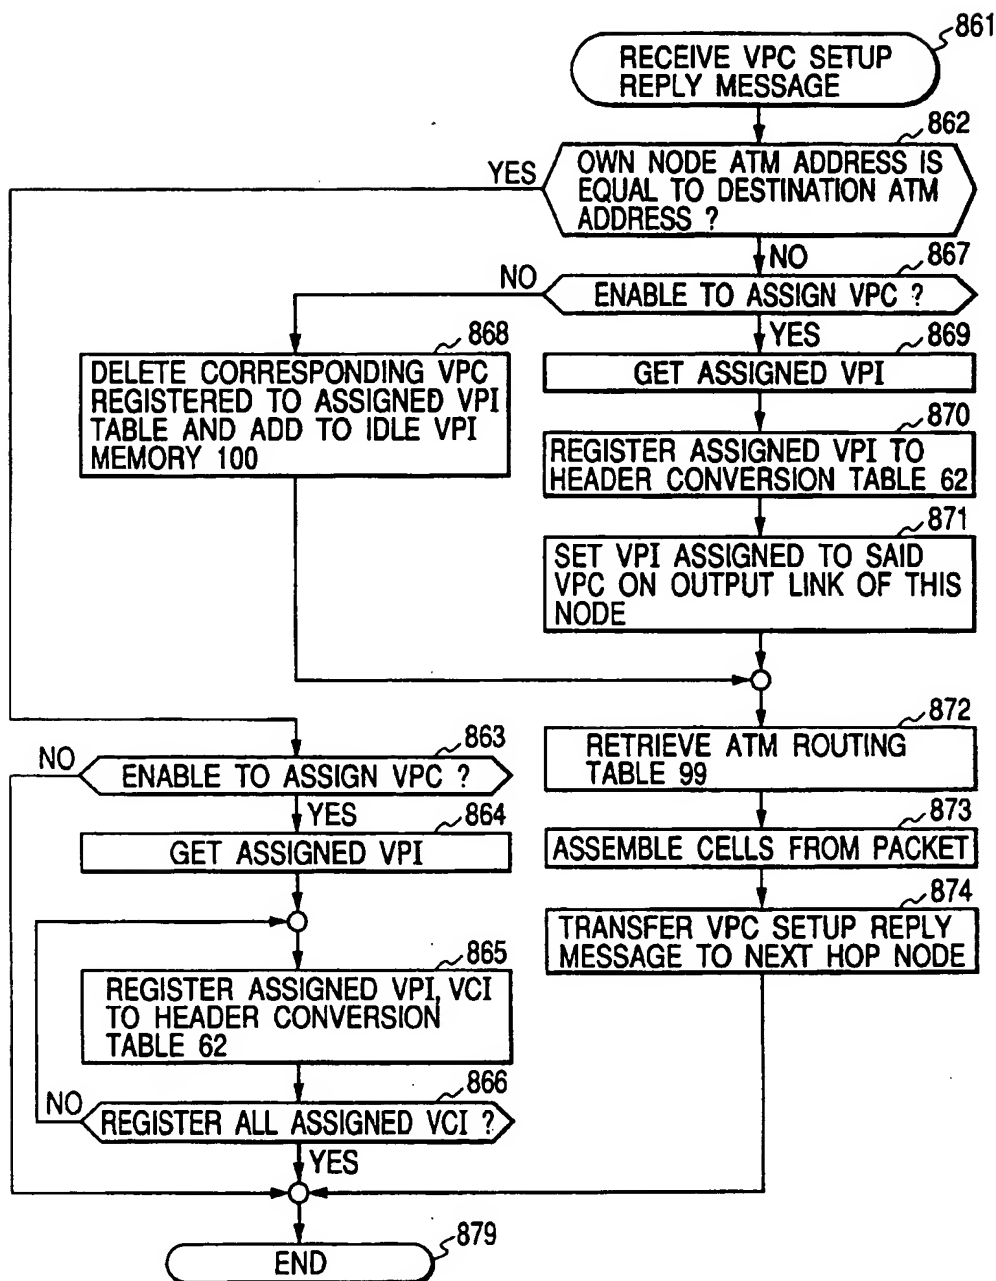 861
RECEIVE VPC SETUP
REPLY MESSAGE
862
YES
OWN NODE ATM ADDRESS IS
EQUAL TO DESTINATION ATM
ADDRESS ?
NO
867
NO
ENABLE TO ASSIGN VPC ?
YES
868
DELETE CORRESPONDING VPC
REGISTERED TO ASSIGNED VPI
TABLE AND ADD TO IDLE VPI
MEMORY 100
869
GET ASSIGNED VPI
870
REGISTER ASSIGNED VPI TO
HEADER CONVERSION TABLE 62
871
SET VPI ASSIGNED TO SAID
VPC ON OUTPUT LINK OF THIS
NODE
872
RETRIEVE ATM ROUTING
TABLE 99
873
ASSEMBLE CELLS FROM PACKET
874
TRANSFER VPC SETUP REPLY
MESSAGE TO NEXT HOP NODE
863
NO
ENABLE TO ASSIGN VPC ?
YES
864
GET ASSIGNED VPI
865
REGISTER ASSIGNED VPI, VCI
TO HEADER CONVERSION
TABLE 62
866
NO
REGISTER ALL ASSIGNED VCI ?
YES
879
END